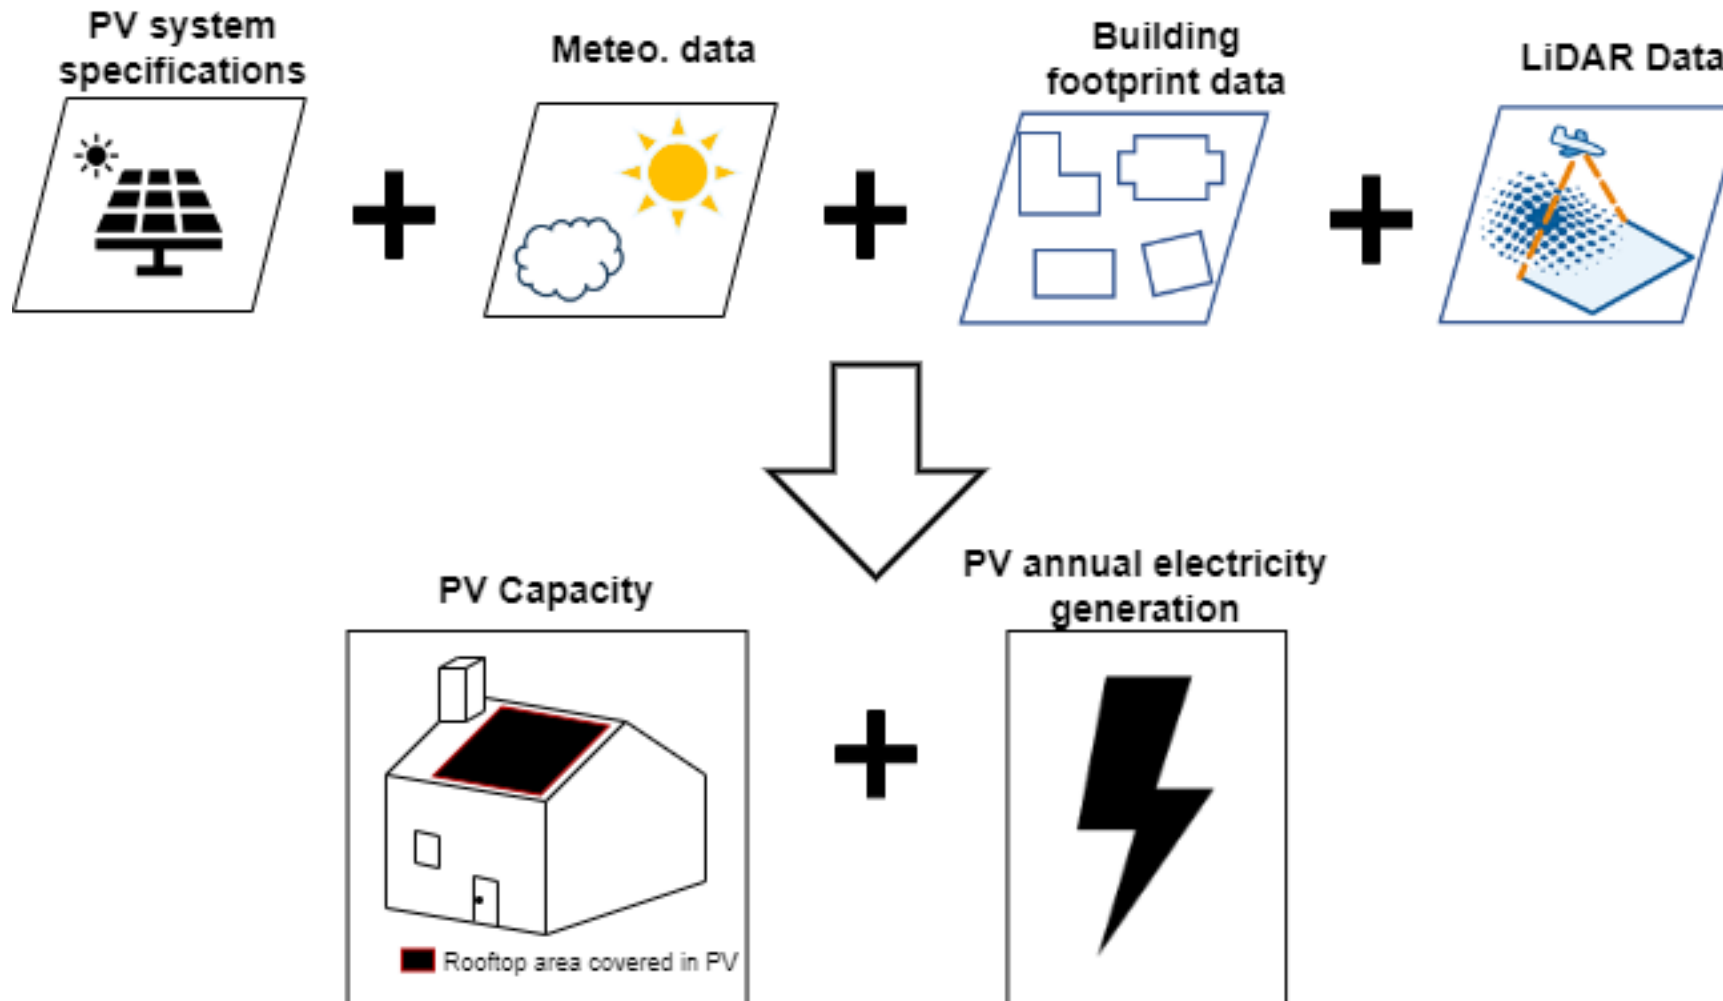 PV system
specifications
Meteo. data
Building
footprint data
LiDAR Data
PV Capacity
PV annual electricity
generation
Rooftop area covered in PV